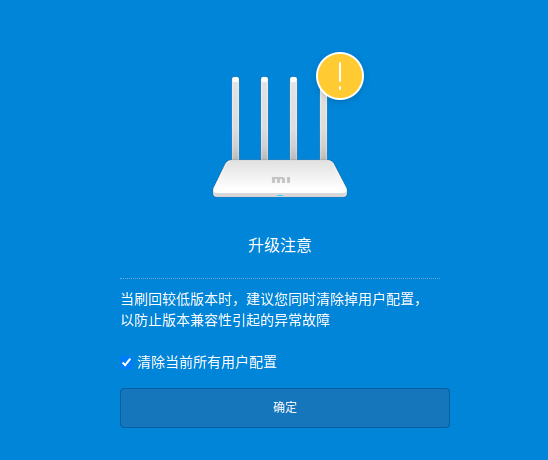 mi
升级注意
当刷回较低版本时，建议您同时清除掉用户配置，
以防止版本兼容性引起的异常故障
清除当前所有用户配置
确定